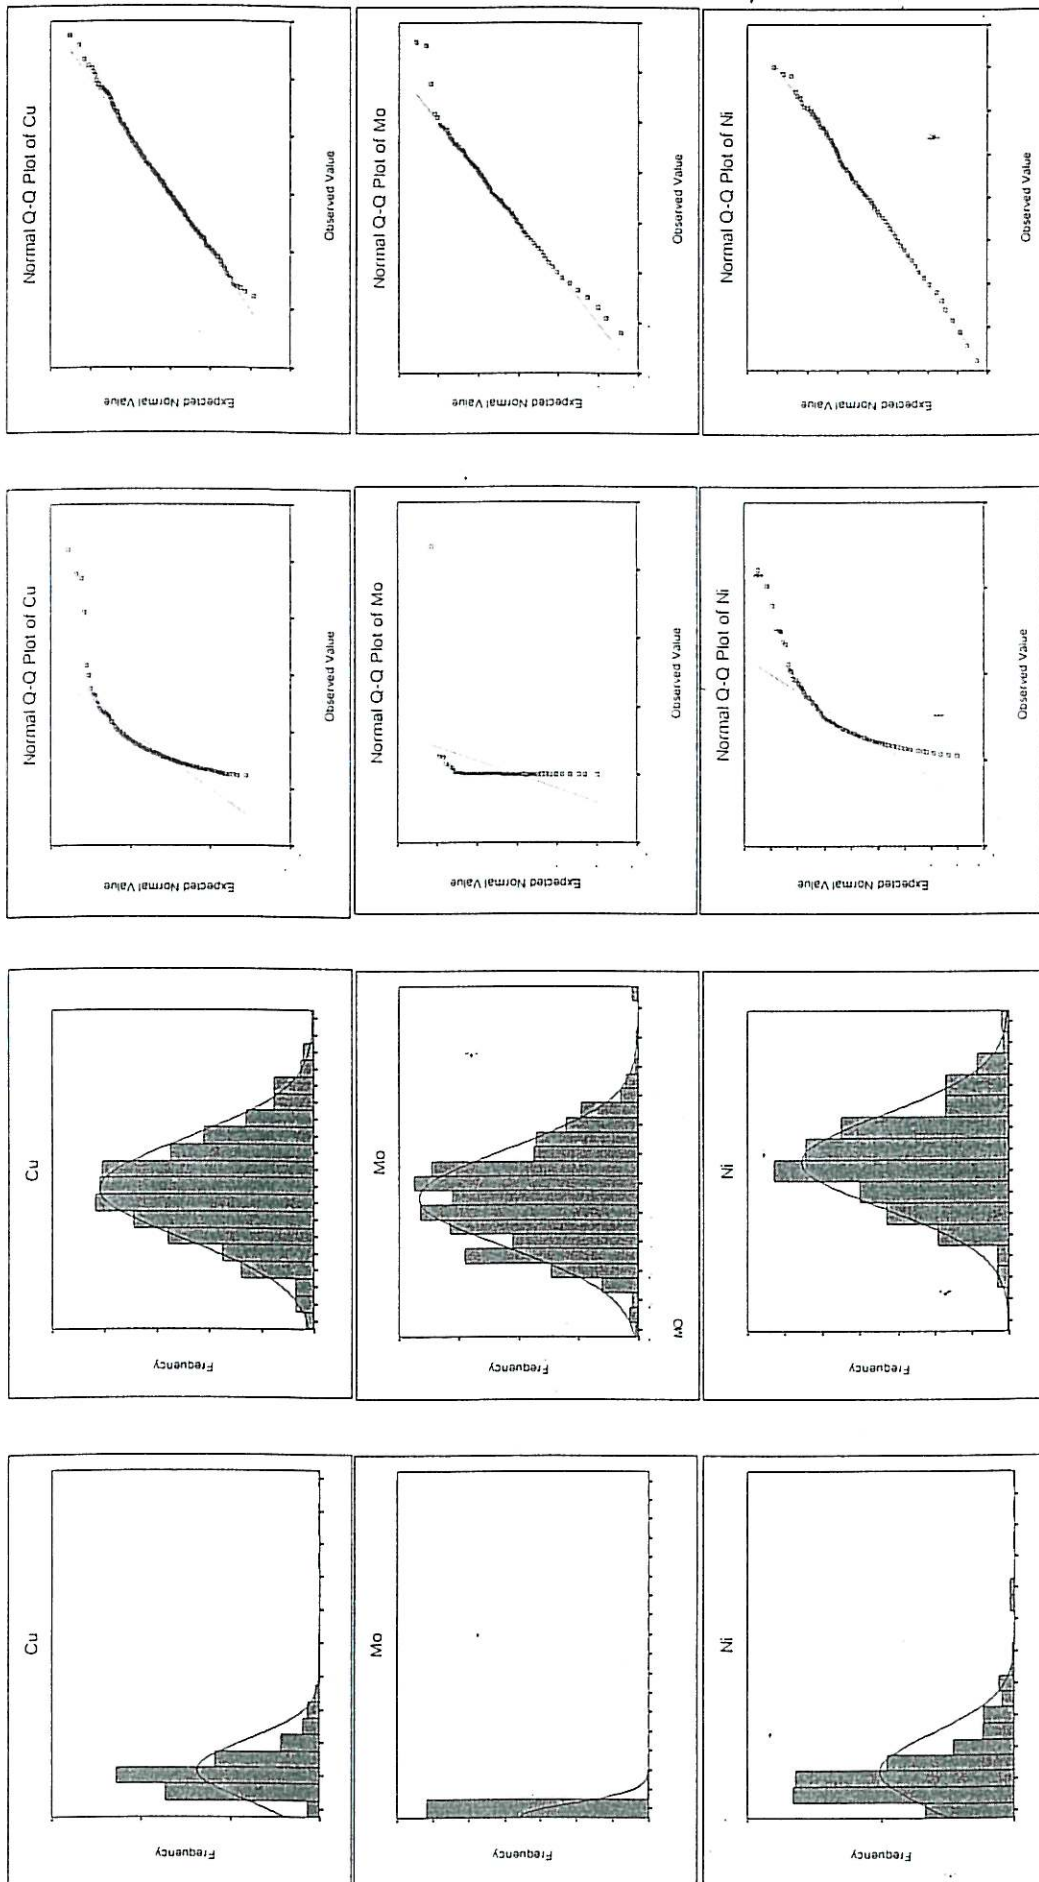 Normal Q-Q Plot of Cu
Expected Normal Value
Observed Value
Normal Q-Q Plot of Mo
Expected Normal Value
Observed Value
Normal Q-Q Plot of Ni
Expected Normal Value
Observed Value
Normal Q-Q Plot of Cu
Expected Normal Value
Observed Value
Normal Q-Q Plot of Mo
Expected Normal Value
Observed Value
Normal Q-Q Plot of Ni
Expected Normal Value
Observed Value
Cu
Frequency
Mo
Frequency
MO
Ni
Frequency
Cu
Frequency
Mo
Frequency
Ni
Frequency